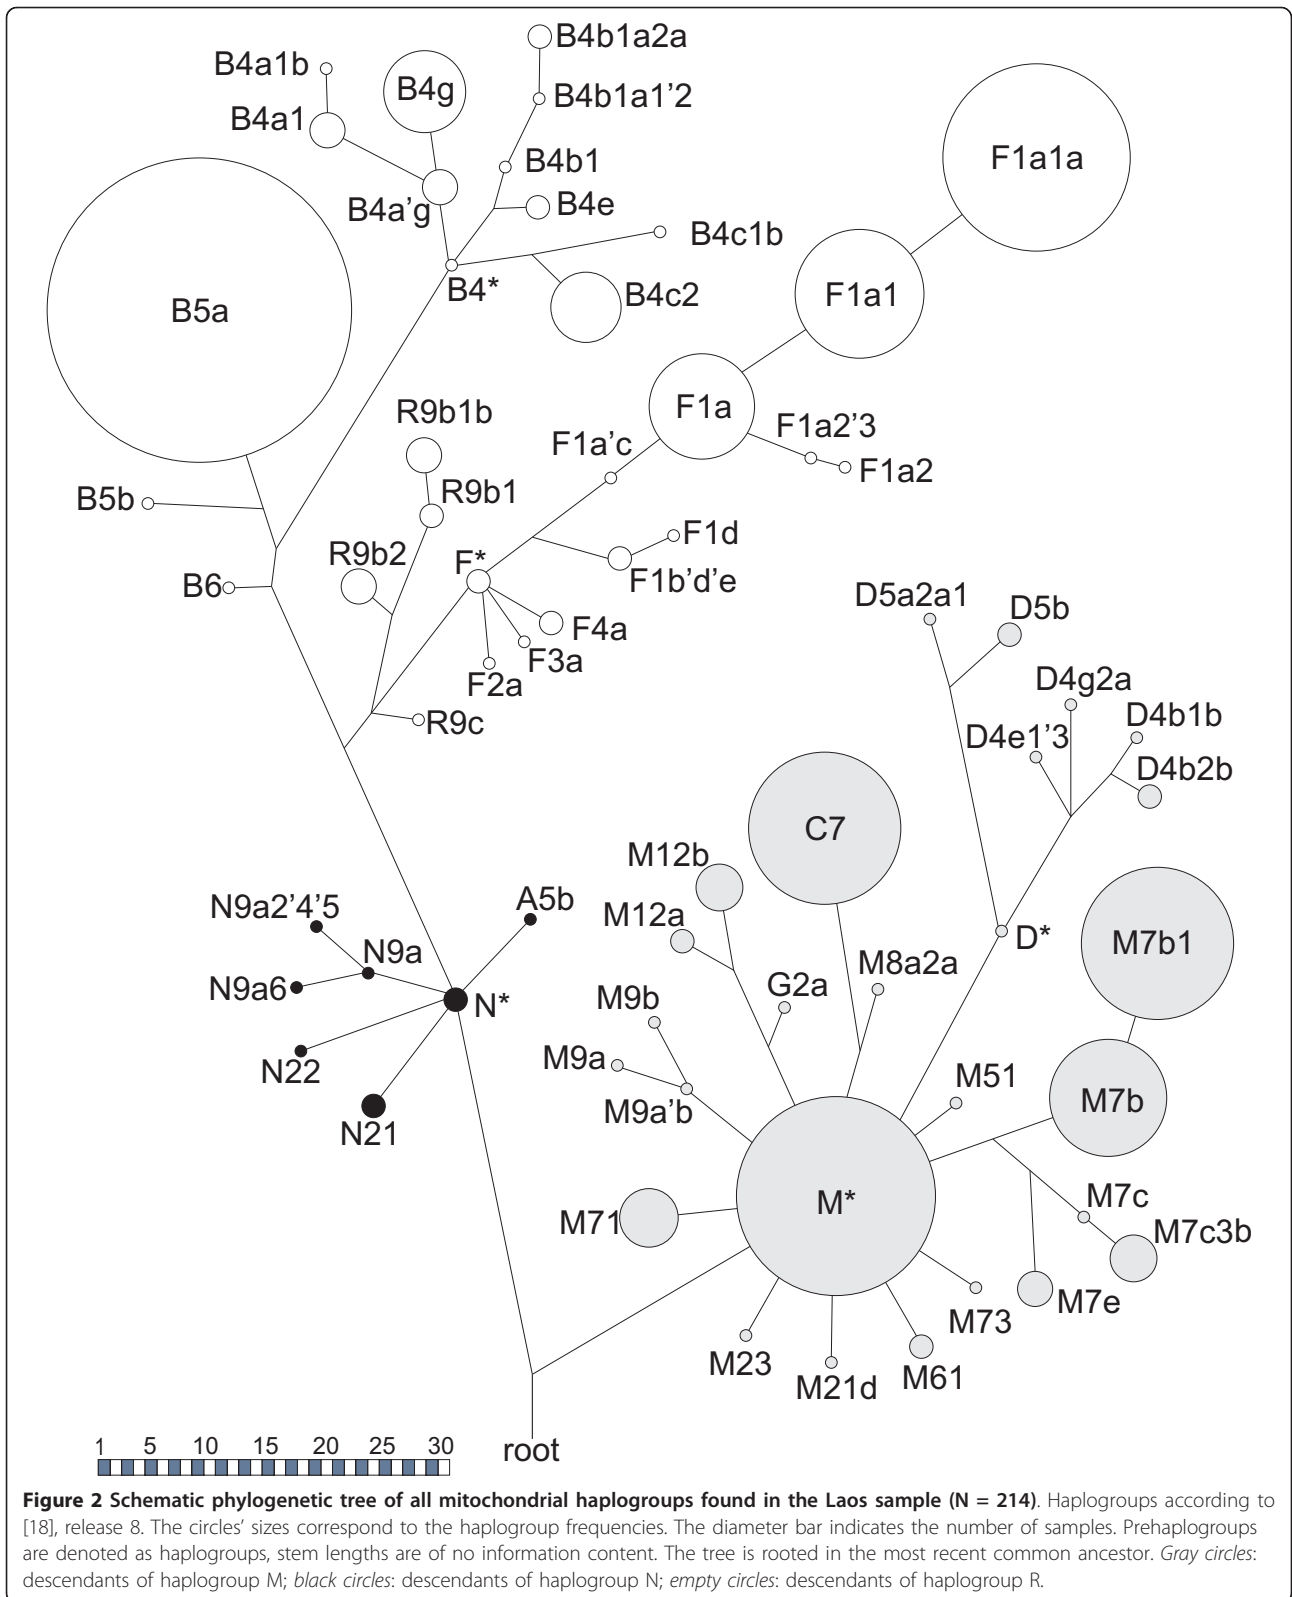 B4b1a2a
B4a1b
B4g
B4b1a1'2
B4a1
F1a1a
B4b1
B4a'g
B4e
B4c1b
B4*
B4c2
F1a1
B5a
R9b1b
F1a
F1a2'3
F1a'c
F1a2
B5b
R9b1
F1d
R9b2
F*
F1b'd'e
B6
D5a2a1
D5b
F4a
F3a
F2a
D4g2a
R9c
D4b1b
D4e1'3
D4b2b
C7
M12b
A5b
N9a2'4'5
M12a
D*
M7b1
N9a
M8a2a
G2a
N9a6
N*
M9b
M9a
N22
M51
M9a'b
M7b
N21
M*
M7c
M71
M7c3b
M7e
M73
M23
M21d
M61
root
1 5 10 15 20 25 30
Figure 2 Schematic phylogenetic tree of all mitochondrial haplogroups found in the Laos sample (N = 214). Haplogroups according to
[18], release 8. The circles' sizes correspond to the haplogroup frequencies. The diameter bar indicates the number of samples. Prehaplogroups
are denoted as haplogroups, stem lengths are of no information content. The tree is rooted in the most recent common ancestor. Gray circles:
descendants of haplogroup M; black circles: descendants of haplogroup N; empty circles: descendants of haplogroup R.